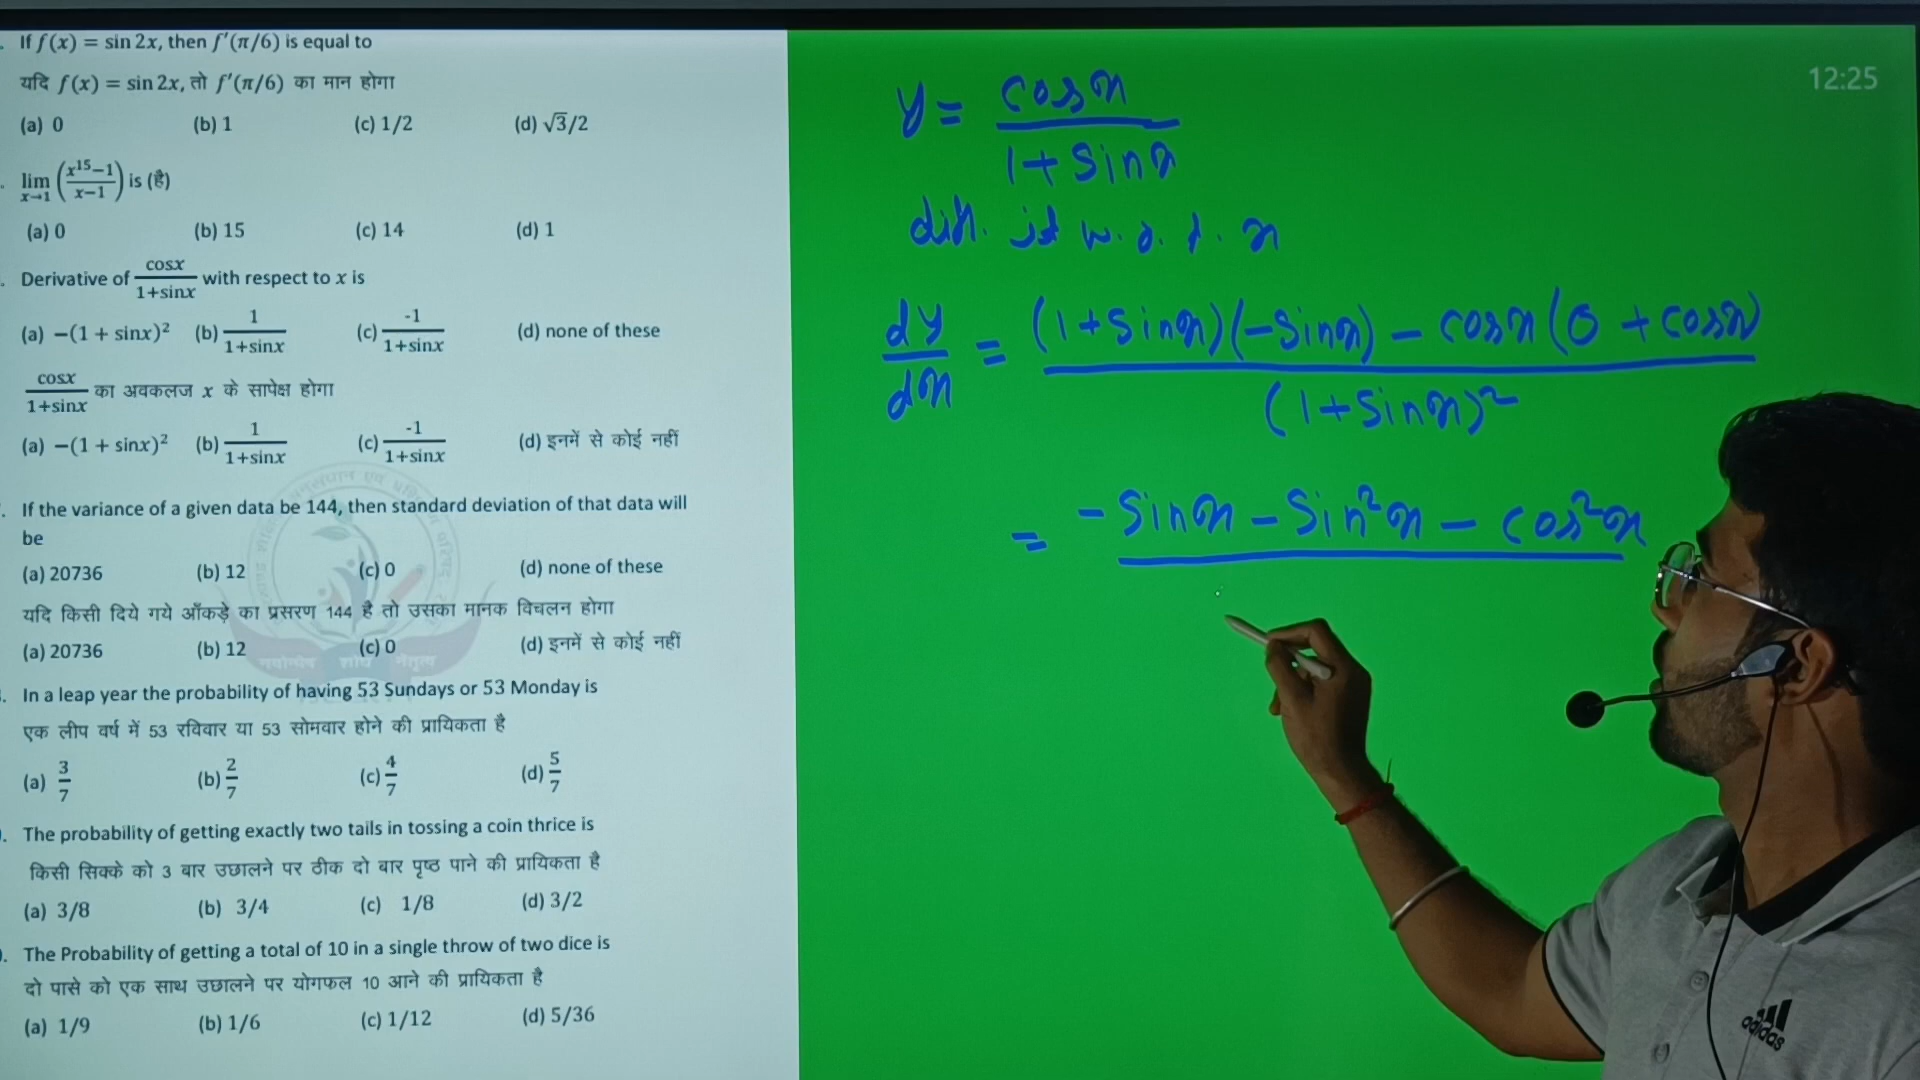 . If f(x) = sin 2x, then f′(π/6) is equal to
यदि f(x) = sin 2x, तो f′(π/6) का मान होगा
(a) 0 (b) 1 (c) 1/2 (d) √3/2
. lim x→1 ((x¹⁵−1)/(x−1)) is (है)
(a) 0 (b) 15 (c) 14 (d) 1
. Derivative of cosx/(1+sinx) with respect to x is
(a) −(1 + sinx)² (b) 1/(1+sinx) (c) -1/(1+sinx) (d) none of these
cosx/(1+sinx) का अवकलज x के सापेक्ष होगा
(a) −(1 + sinx)² (b) 1/(1+sinx) (c) -1/(1+sinx) (d) इनमें से कोई नहीं
. If the variance of a given data be 144, then standard deviation of that data will
be
(a) 20736 (b) 12 (c) 0 (d) none of these
यदि किसी दिये गये आँकड़े का प्रसरण 144 है तो उसका मानक विचलन होगा
(a) 20736 (b) 12 (c) 0 (d) इनमें से कोई नहीं
. In a leap year the probability of having 53 Sundays or 53 Monday is
एक लीप वर्ष में 53 रविवार या 53 सोमवार होने की प्रायिकता है
(a) 3/7 (b) 2/7 (c) 4/7 (d) 5/7
. The probability of getting exactly two tails in tossing a coin thrice is
किसी सिक्के को 3 बार उछालने पर ठीक दो बार पृष्ठ पाने की प्रायिकता है
(a) 3/8 (b) 3/4 (c) 1/8 (d) 3/2
. The Probability of getting a total of 10 in a single throw of two dice is
दो पासे को एक साथ उछालने पर योगफल 10 आने की प्रायिकता है
(a) 1/9 (b) 1/6 (c) 1/12 (d) 5/36
12:25
y = cosx/(1+sinx)
diff. it w.r.t. x
dy/dx = ((1+sinx)(-sinx) - cosx(0+cosx))/(1+sinx)²
= -sinx - sin²x - cos²x
adidas